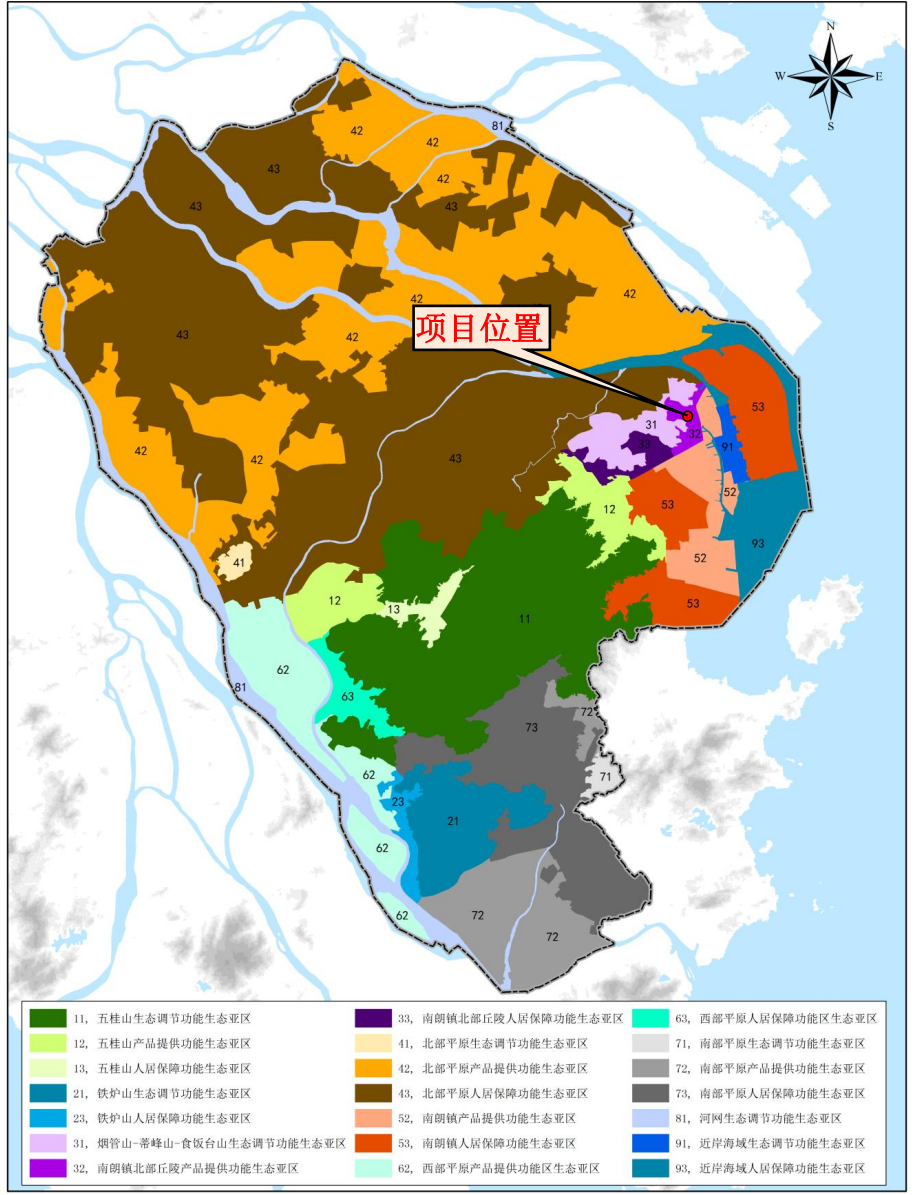 N
W
E
S
42
81
42
43
42
43
43
42
42
43
42
项目位置
53
31
32
33
91
42
42
43
12
53
52
93
52
41
12
13
11
53
62
63
81
73
72
71
62
23
21
62
62
72
72
11, 五桂山生态调节功能生态亚区
12, 五桂山产品提供功能生态亚区
13, 五桂山人居保障功能生态亚区
21, 铁炉山生态调节功能生态亚区
23, 铁炉山人居保障功能生态亚区
31, 烟管山-蒂峰山-食饭台山生态调节功能生态亚区
32, 南朗镇北部丘陵产品提供功能生态亚区
33, 南朗镇北部丘陵人居保障功能生态亚区
41, 北部平原生态调节功能生态亚区
42, 北部平原产品提供功能生态亚区
43, 北部平原人居保障功能生态亚区
52, 南朗镇产品提供功能生态亚区
53, 南朗镇人居保障功能生态亚区
62, 西部平原产品提供功能区生态亚区
63, 西部平原人居保障功能区生态亚区
71, 南部平原生态调节功能生态亚区
72, 南部平原产品提供功能生态亚区
73, 南部平原人居保障功能生态亚区
81, 河网生态调节功能生态亚区
91, 近岸海域生态调节功能生态亚区
93, 近岸海域人居保障功能生态亚区